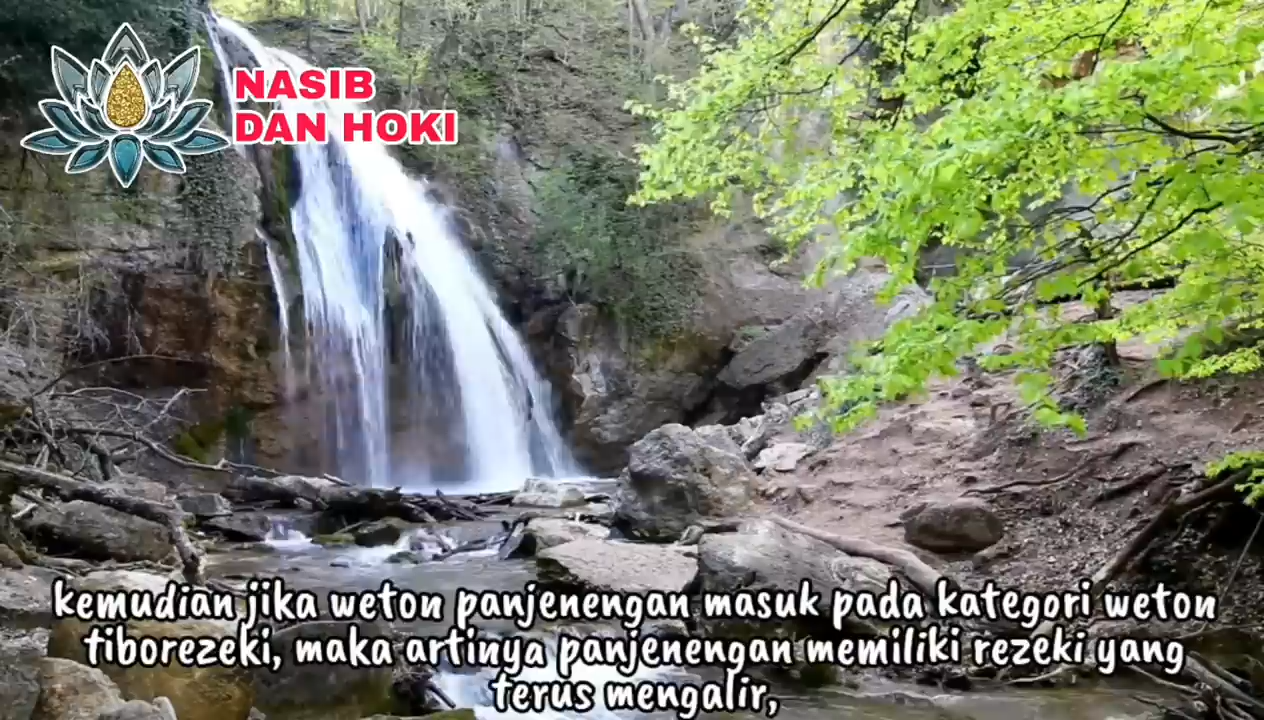 NASIB
DAN HOKI
kemudian jika weton panjenengan masuk pada kategori weton
tiborezeki, maka artinya panjenengan memiliki rezeki yang
terus mengalir,